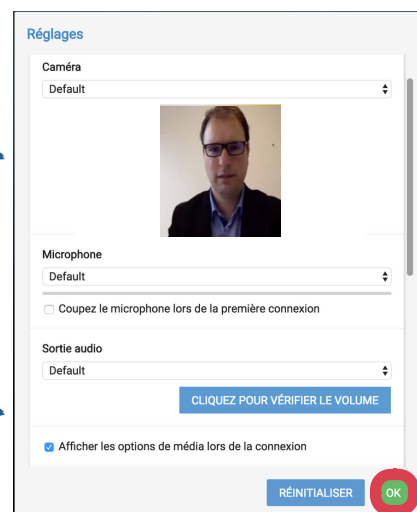 Réglages
Caméra
Default
Microphone
Default
Coupez le microphone lors de la première connexion
Sortie audio
Default
CLIQUEZ POUR VÉRIFIER LE VOLUME
Afficher les options de média lors de la connexion
RÉINITIALISER OK